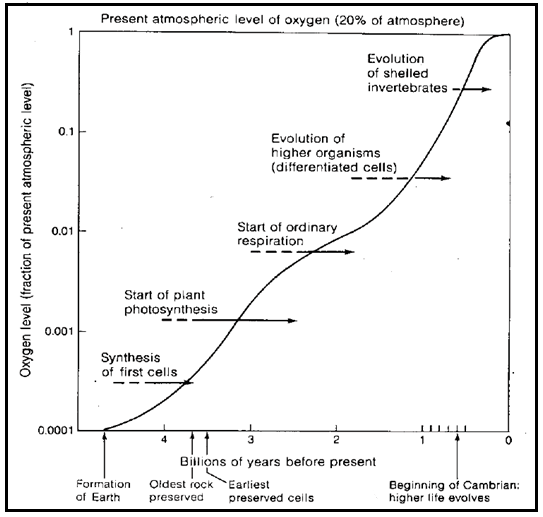 Present atmospheric level of oxygen (20% of atmosphere)
Oxygen level (fraction of present atmospheric level)
1
0.1
0.01
0.001
0.0001
Evolution
of shelled
invertebrates
Evolution of
higher organisms
(differentiated cells)
Start of ordinary
respiration
Start of plant
photosynthesis
Synthesis
of first cells
4
3
2
1
0
Billions of years before present
Formation
of Earth
Oldest rock
preserved
Earliest
preserved cells
Beginning of Cambrian:
higher life evolves